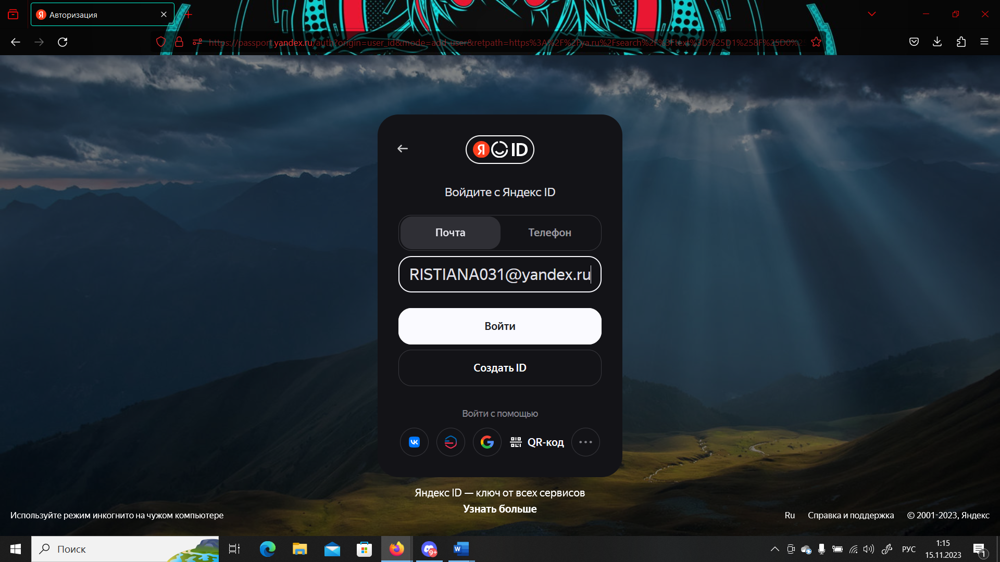 Авторизация
https://passport.yandex.ru/auth?origin=user_id&mode=add-user&retpath=https%3A%2F%2Fya.ru%2Fsearch%2F%3Ftext%3D%25D1%258F%25D0%2
Я ID
Войдите с Яндекс ID
Почта Телефон
RISTIANA031@yandex.ru
Войти
Создать ID
Войти с помощью
QR-код
Яндекс ID — ключ от всех сервисов
Узнать больше
Используйте режим инкогнито на чужом компьютере
Ru Справка и поддержка © 2001-2023, Яндекс
Поиск
9+
РУС
1:15
15.11.2023
1